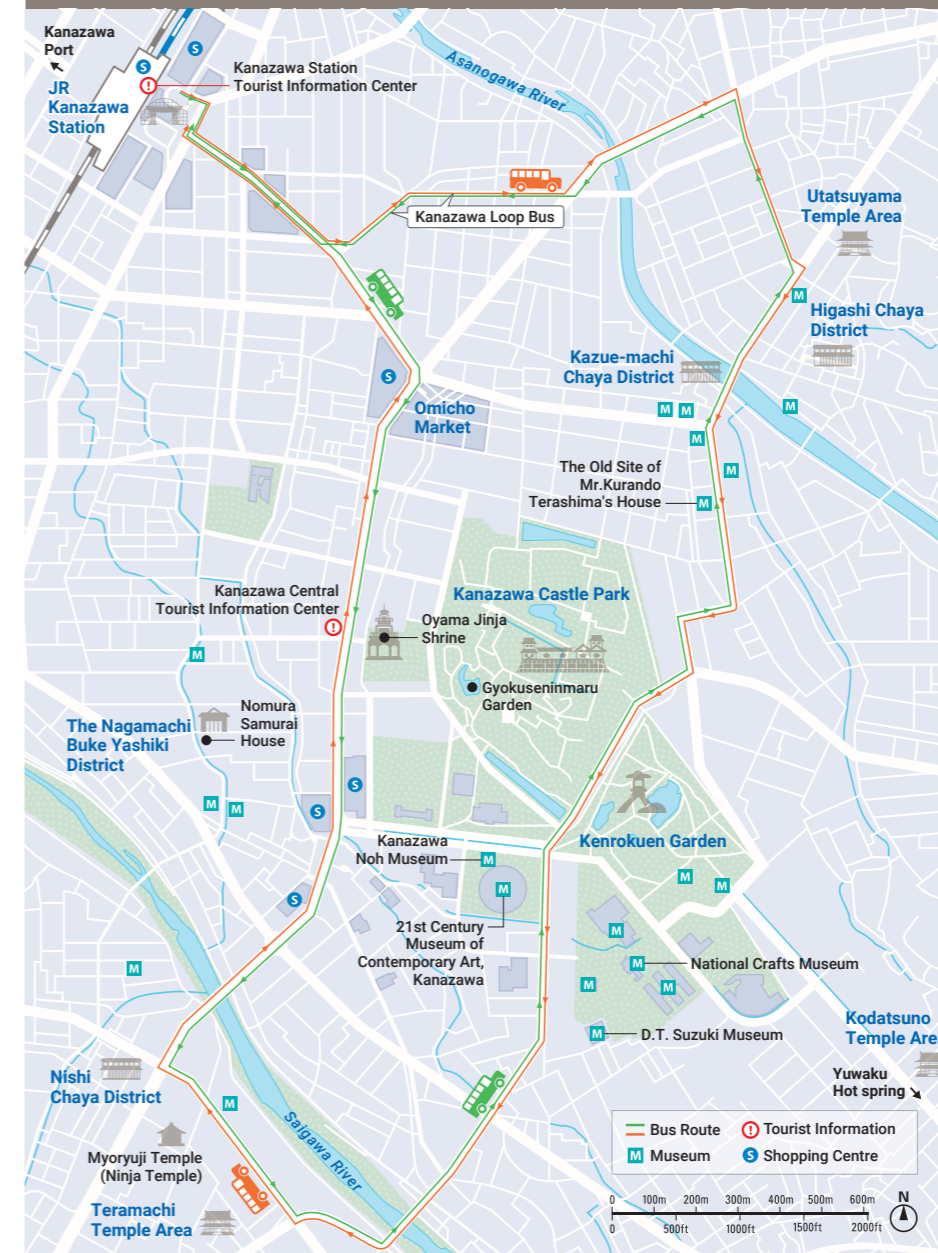 Kanazawa
Port
JR
Kanazawa
Station
S
S
Kanazawa Station
Tourist Information Center
Asanogawa River
Kanazawa Loop Bus
Utatsuyama
Temple Area
M
Higashi Chaya
District
Kazue-machi
Chaya District
S
Omicho
Market
M
M
M
M
M
The Old Site of
Mr.Kurando
Terashima's House
M
Kanazawa Castle Park
Kanazawa Central
Tourist Information Center
Oyama Jinja
Shrine
M
Gyokuseninmaru
Garden
Nomura
Samurai
House
The Nagamachi
Buke Yashiki
District
M
M
S
S
Kenrokuen Garden
Kanazawa
Noh Museum
M
M
M
M
S
21st Century
Museum of
Contemporary Art,
Kanazawa
M
M
National Crafts Museum
M
M
M
D.T. Suzuki Museum
M
Kodatsuno
Temple Are
Yuwaku
Hot spring
Nishi
Chaya District
M
Saigawa River
Myoryuji Temple
(Ninja Temple)
Teramachi
Temple Area
Bus Route
! Tourist Information
M Museum
S Shopping Centre
0 100m 200m 300m 400m 500m 600m
0 500ft 1000ft 1500ft 2000ft
N